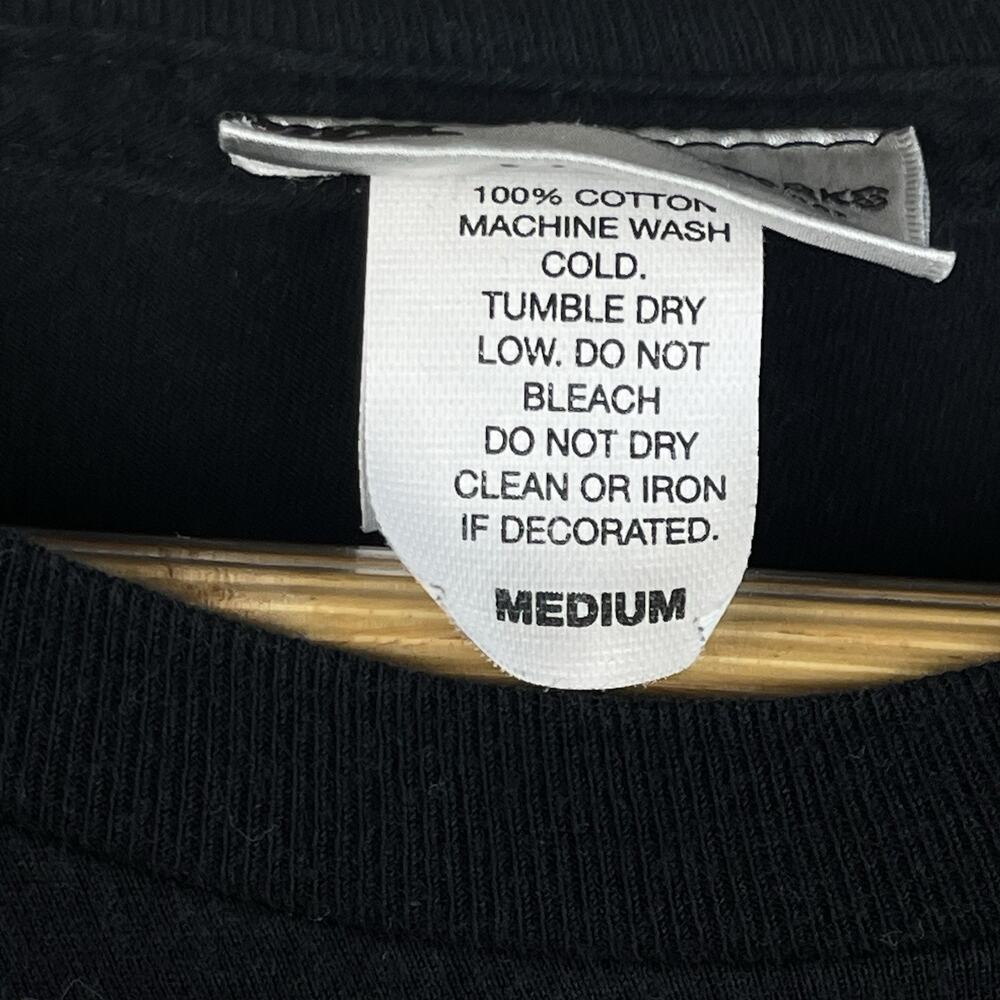 100% COTTON
MACHINE WASH
COLD.
TUMBLE DRY
LOW. DO NOT
BLEACH
DO NOT DRY
CLEAN OR IRON
IF DECORATED.
MEDIUM